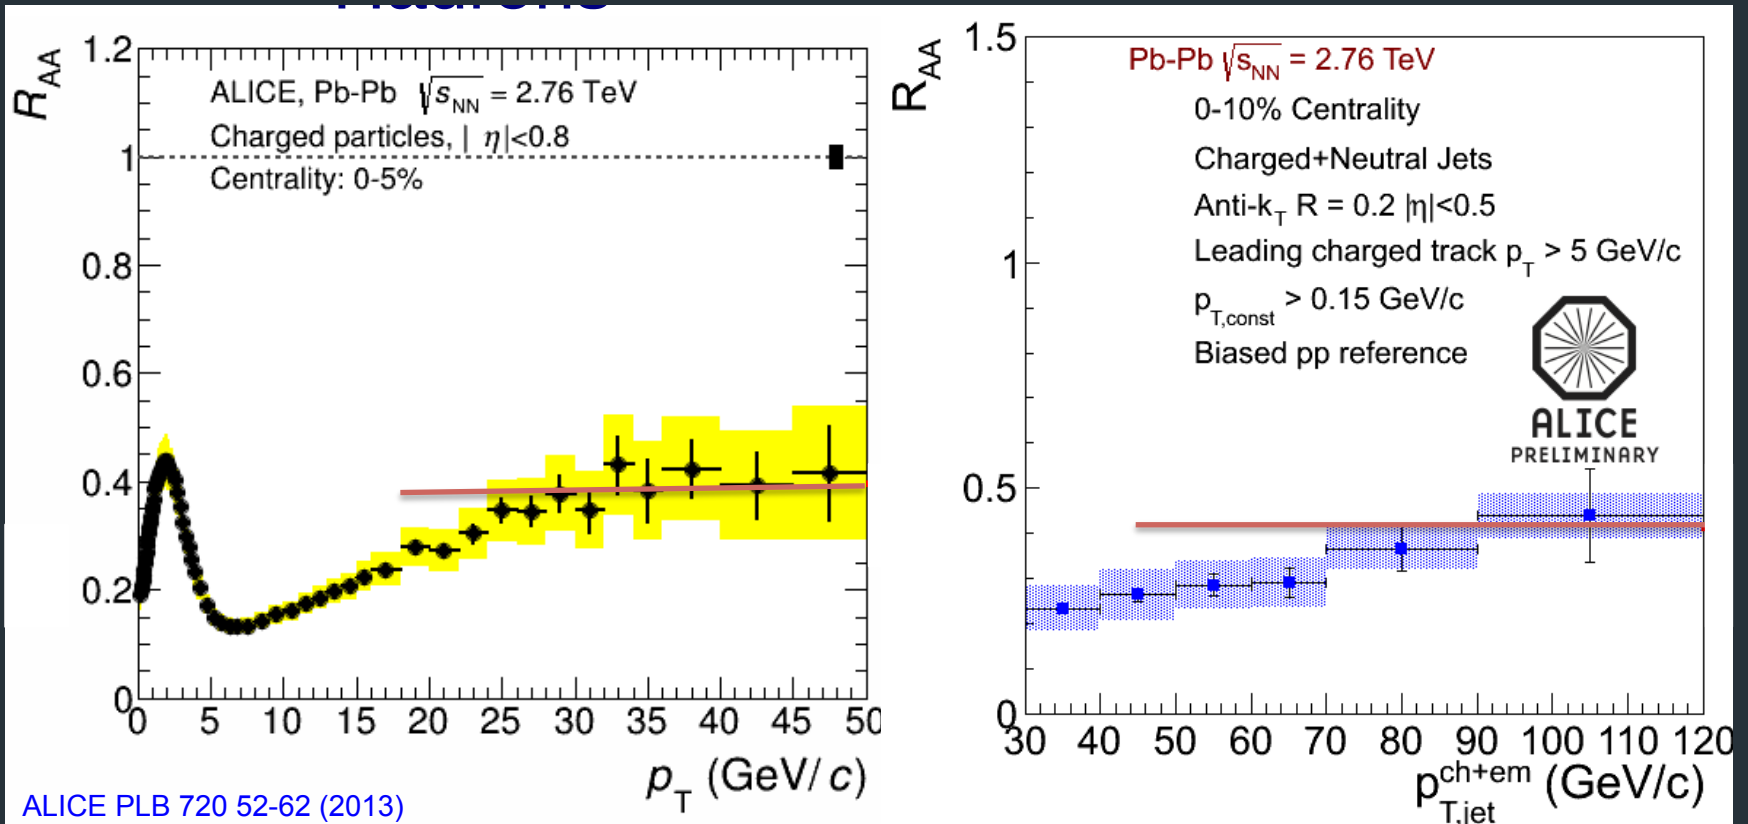 Hadrons
R_AA
1.2
1
0.8
0.6
0.4
0.2
0
ALICE, Pb-Pb √s_NN = 2.76 TeV
Charged particles, | η|<0.8
Centrality: 0-5%
0 5 10 15 20 25 30 35 40 45 50
p_T (GeV/c)
ALICE PLB 720 52-62 (2013)
R_AA
1.5
1
0.5
0
Pb-Pb √s_NN = 2.76 TeV
0-10% Centrality
Charged+Neutral Jets
Anti-k_T R = 0.2 |η|<0.5
Leading charged track p_T > 5 GeV/c
p_T,const > 0.15 GeV/c
Biased pp reference
ALICE
PRELIMINARY
30 40 50 60 70 80 90 100 110 120
p_T,jet^ch+em (GeV/c)